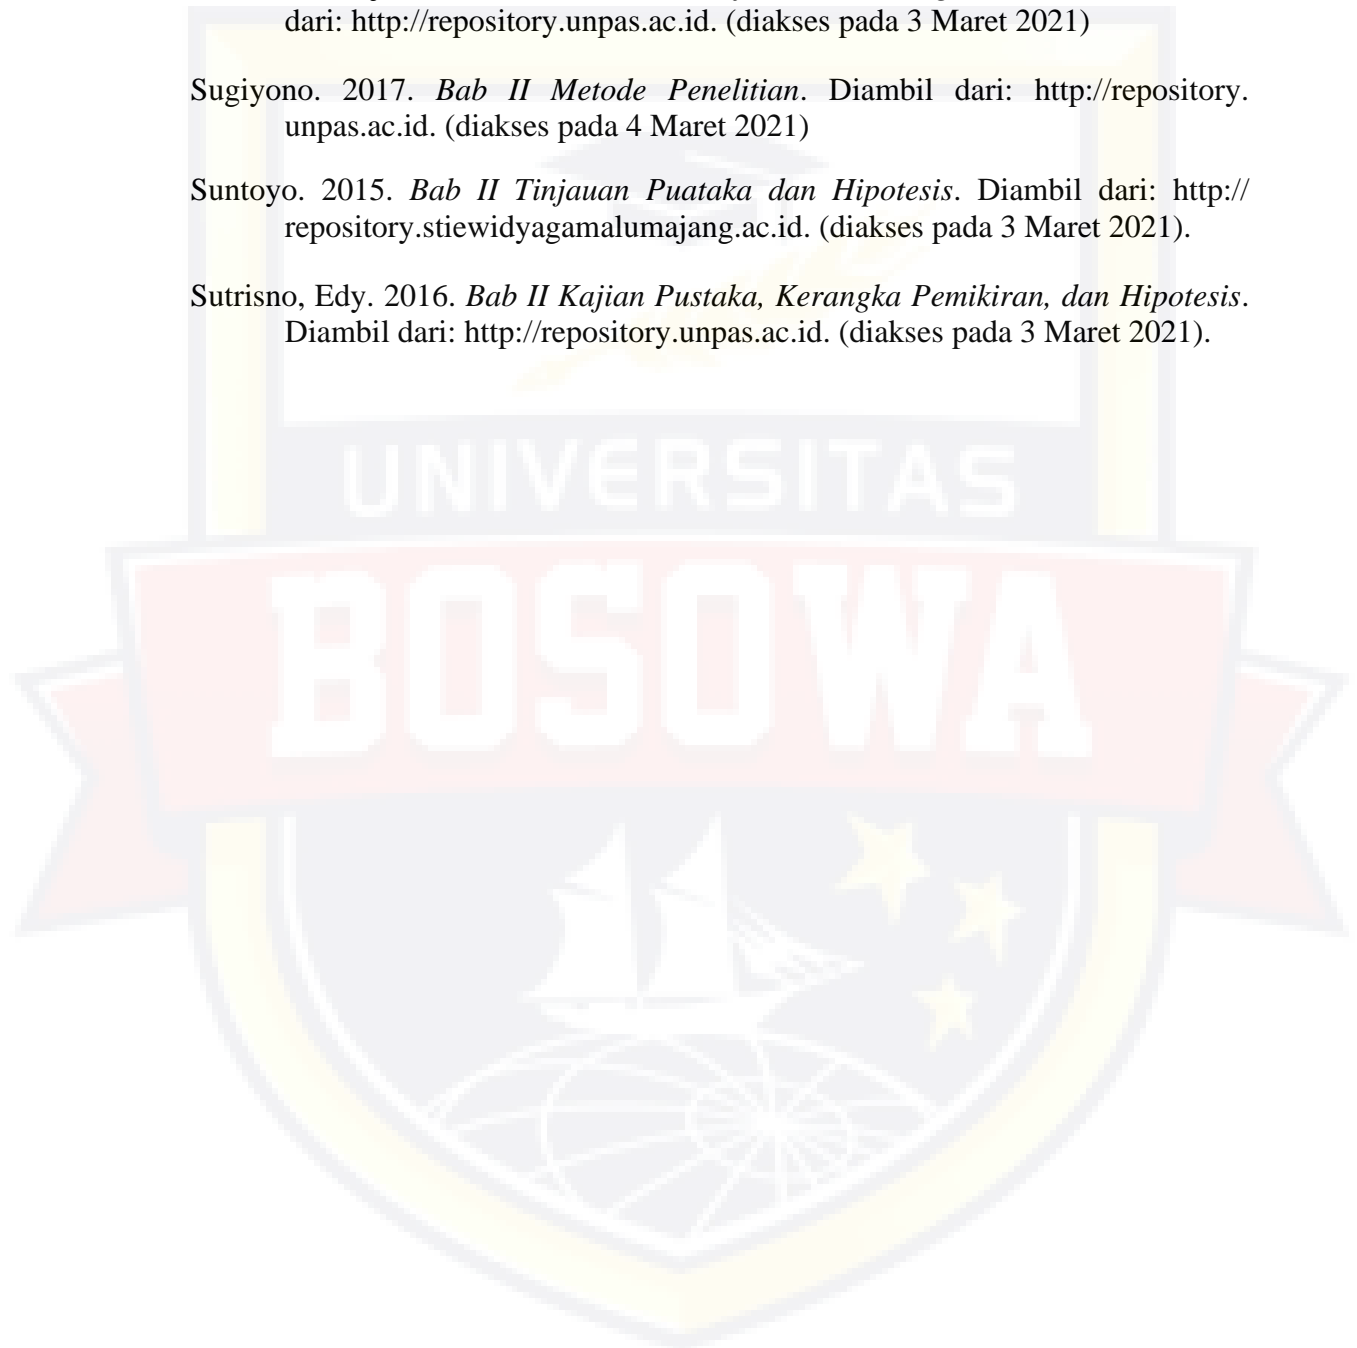 dari: http://repository.unpas.ac.id. (diakses pada 3 Maret 2021)
Sugiyono. 2017. Bab II Metode Penelitian. Diambil dari: http://repository.
unpas.ac.id. (diakses pada 4 Maret 2021)
Suntoyo. 2015. Bab II Tinjauan Puataka dan Hipotesis. Diambil dari: http://
repository.stiewidyagamalumajang.ac.id. (diakses pada 3 Maret 2021).
Sutrisno, Edy. 2016. Bab II Kajian Pustaka, Kerangka Pemikiran, dan Hipotesis.
Diambil dari: http://repository.unpas.ac.id. (diakses pada 3 Maret 2021).
UNIVERSITAS
BOSOWA